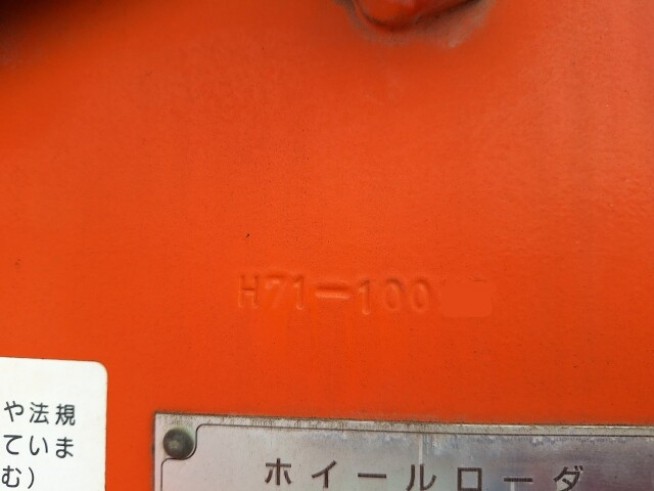 H71-100
や法規
ていま
む）
ホイールローダ